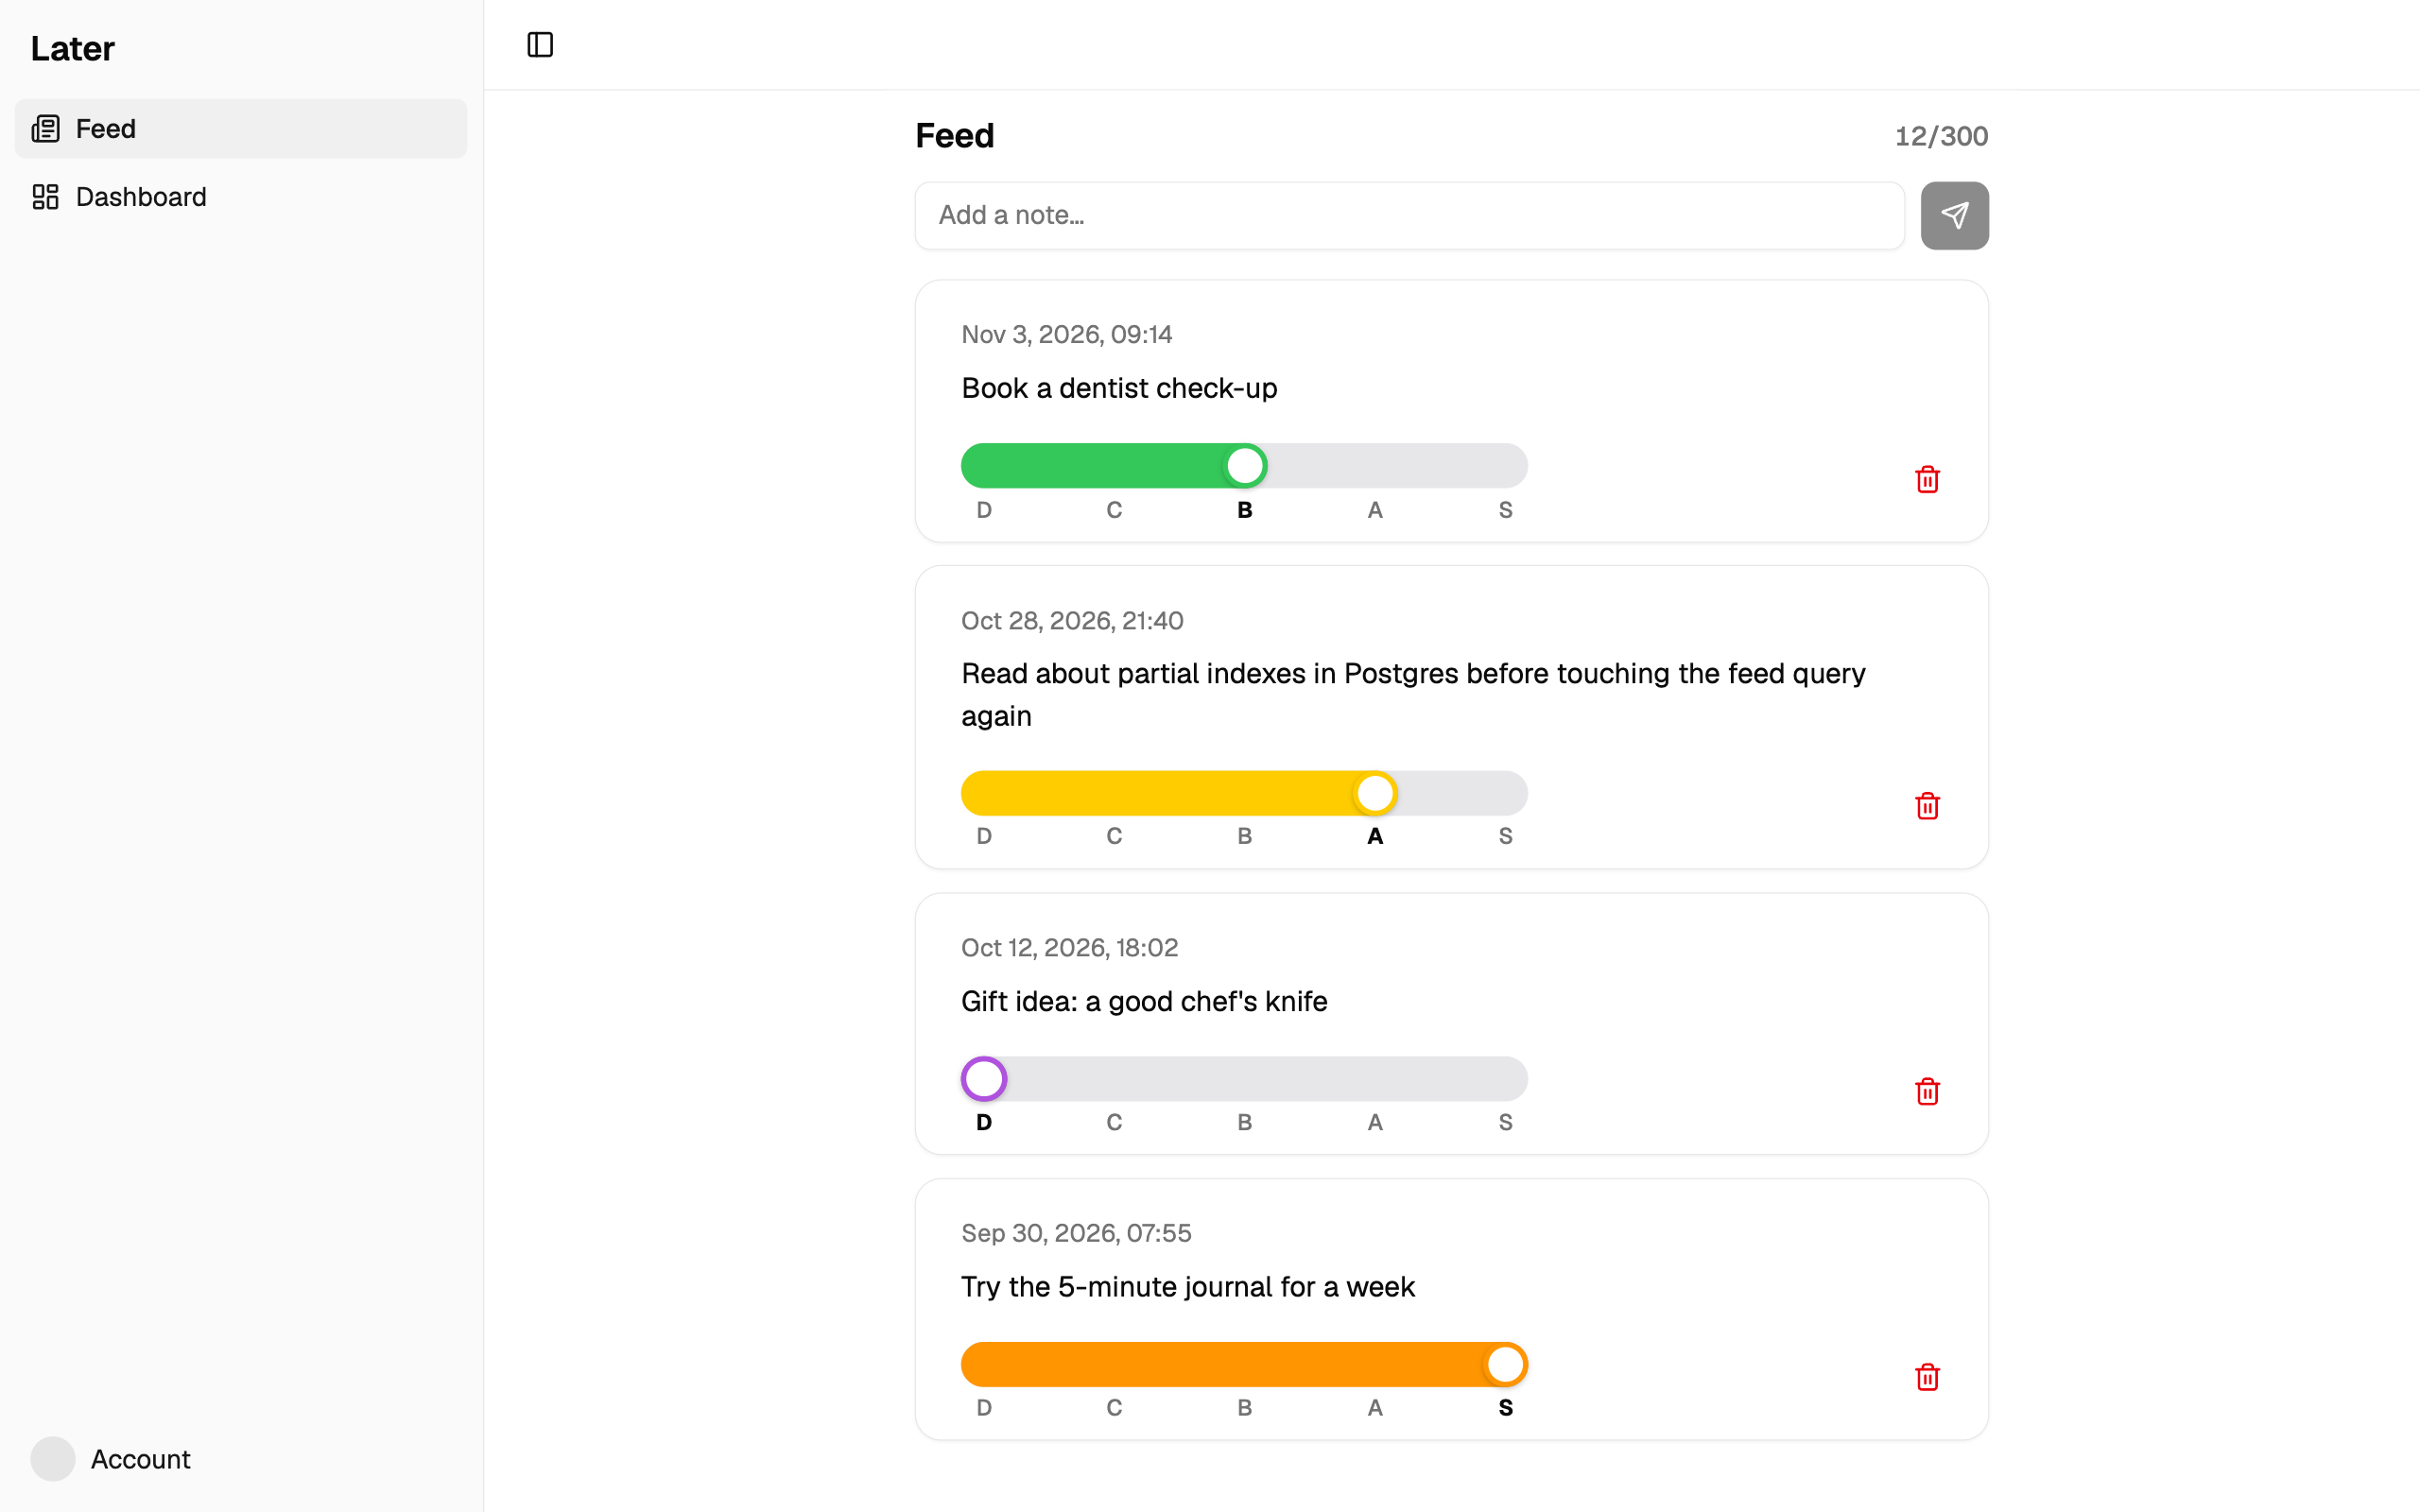 Later
Feed
Dashboard
Account
Feed
12/300
Add a note...
Nov 3, 2026, 09:14
Book a dentist check-up
D C B A S
Oct 28, 2026, 21:40
Read about partial indexes in Postgres before touching the feed query
again
D C B A S
Oct 12, 2026, 18:02
Gift idea: a good chef's knife
D C B A S
Sep 30, 2026, 07:55
Try the 5-minute journal for a week
D C B A S